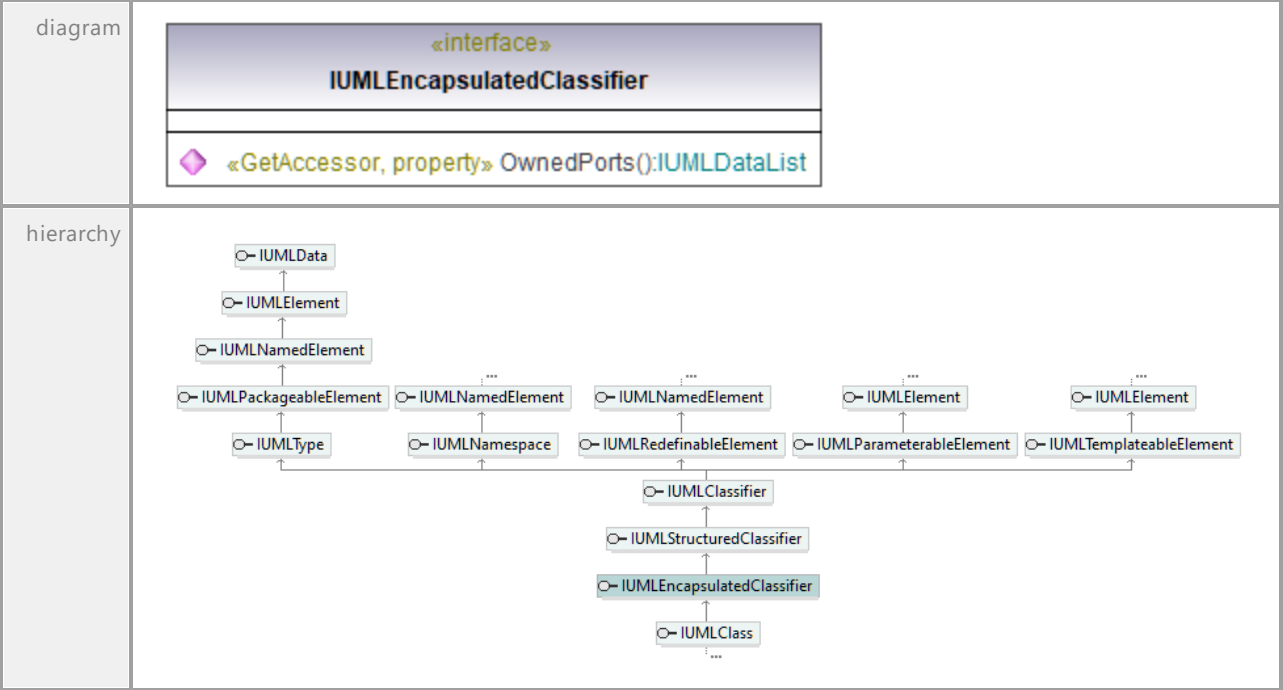 diagram
«interface»
IUMLEncapsulatedClassifier
«GetAccessor, property» OwnedPorts():IUMLDataList
hierarchy
IUMLData
IUMLElement
IUMLNamedElement
... ... ... ...
IUMLPackageableElement IUMLNamedElement IUMLNamedElement IUMLElement IUMLElement
IUMLType IUMLNamespace IUMLRedefinableElement IUMLParameterableElement IUMLTemplateableElement
IUMLClassifier
IUMLStructuredClassifier
IUMLEncapsulatedClassifier
IUMLClass
...